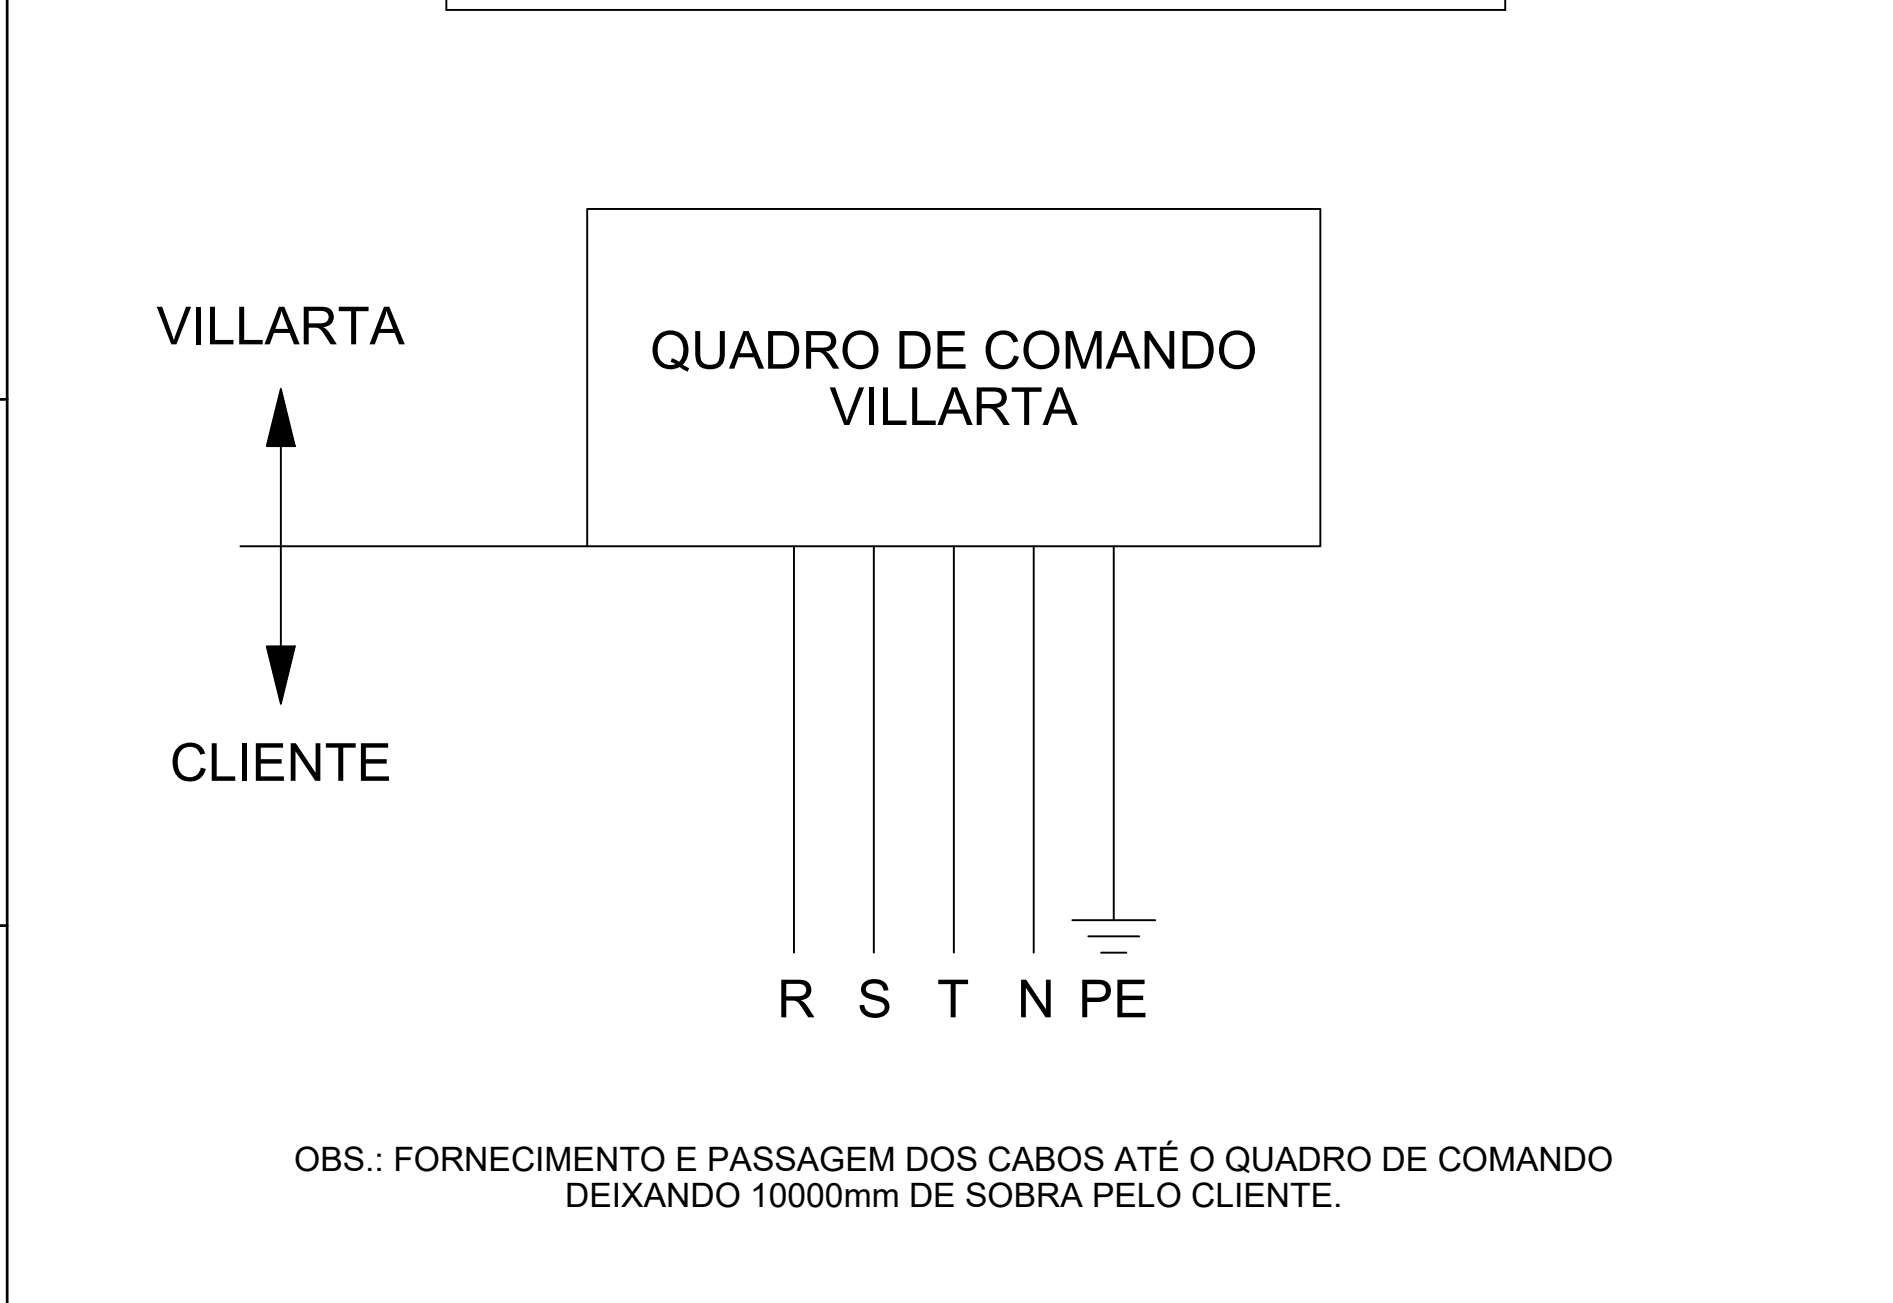 VILLARTA
QUADRO DE COMANDO
VILLARTA
CLIENTE
R S T N PE
OBS.: FORNECIMENTO E PASSAGEM DOS CABOS ATÉ O QUADRO DE COMANDO
DEIXANDO 10000mm DE SOBRA PELO CLIENTE.